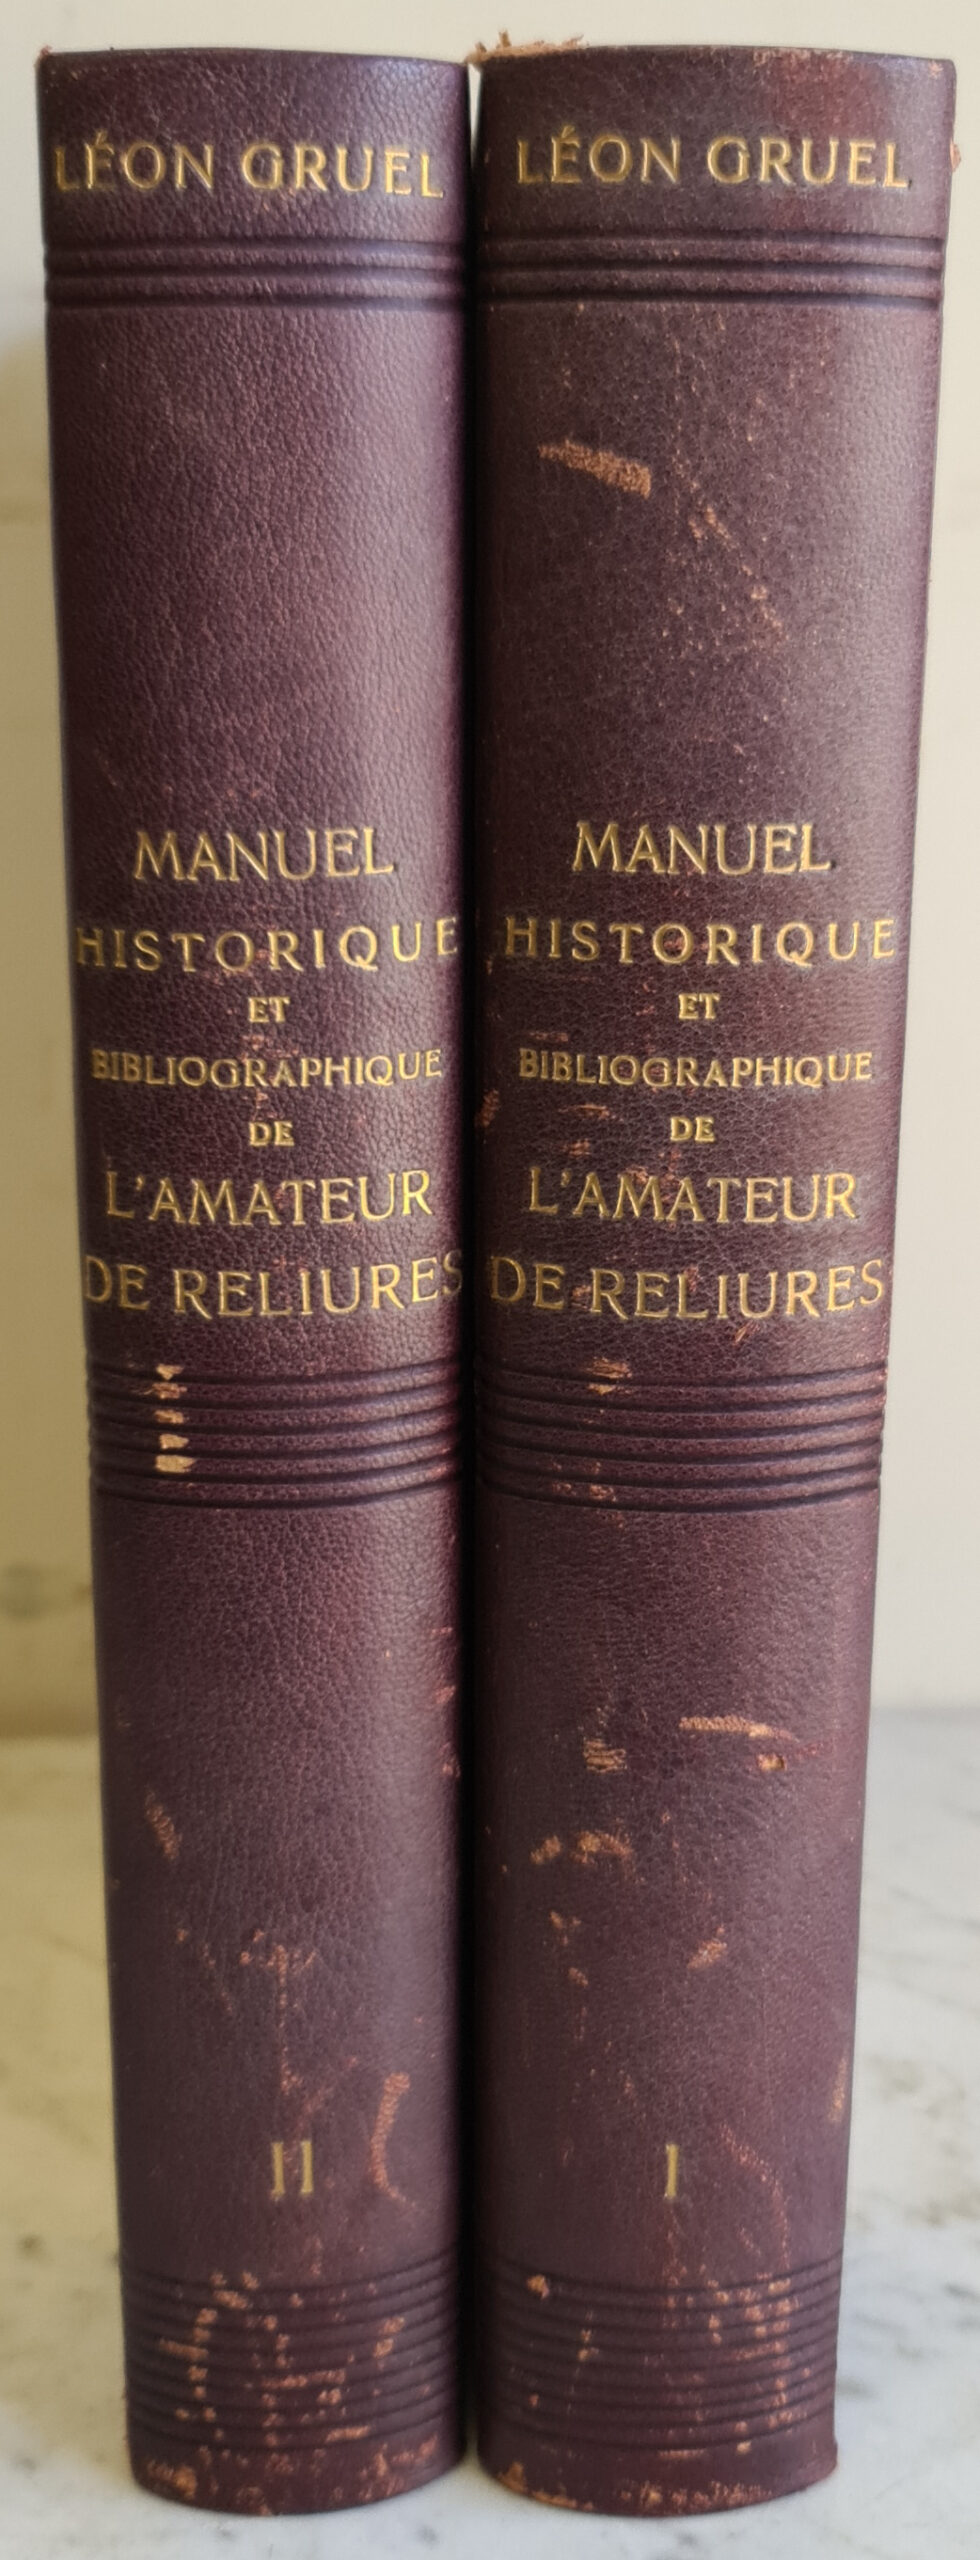 LÉON GRUEL
MANUEL
HISTORIQUE
ET
BIBLIOGRAPHIQUE
DE
L'AMATEUR
DE RELIURES
II
LÉON GRUEL
MANUEL
HISTORIQUE
ET
BIBLIOGRAPHIQUE
DE
L'AMATEUR
DE RELIURES
I